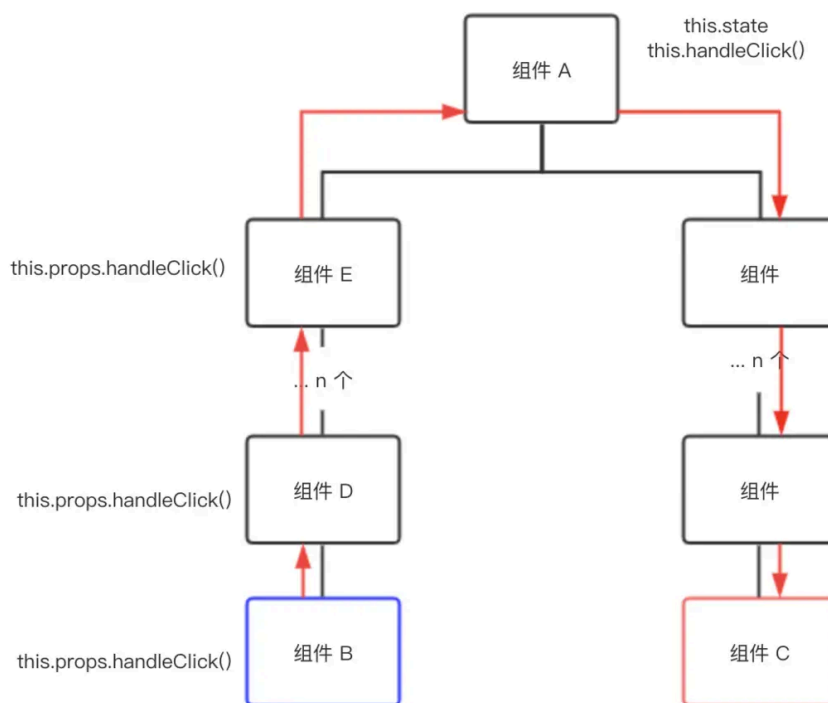 this.state
this.handleClick()
组件 A
this.props.handleClick()
组件 E
组件
... n 个
... n 个
this.props.handleClick()
组件 D
组件
this.props.handleClick()
组件 B
组件 C